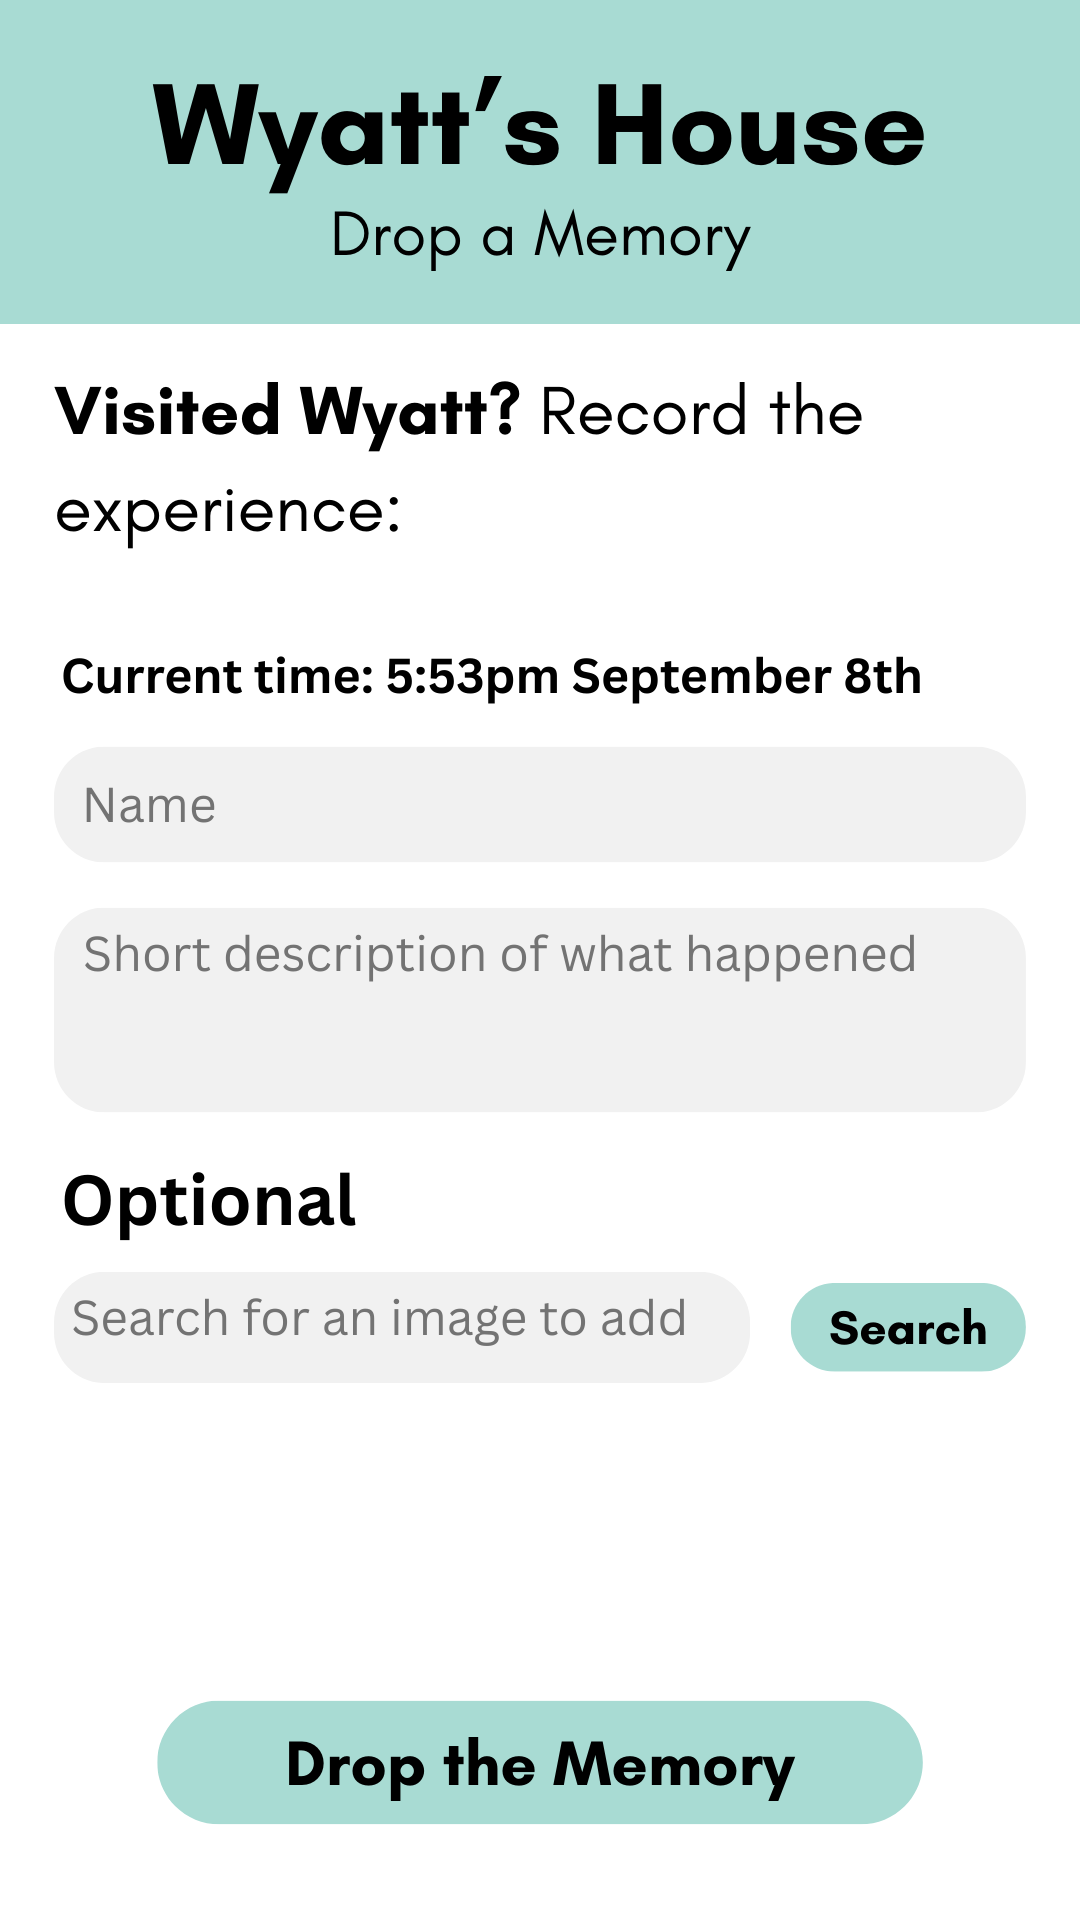 Wyatt’s House
Drop a Memory
Visited Wyatt? Record the
experience:
Current time: 5:53pm September 8th
Name
Short description of what happened
Optional
Search for an image to add
Search
Drop the Memory